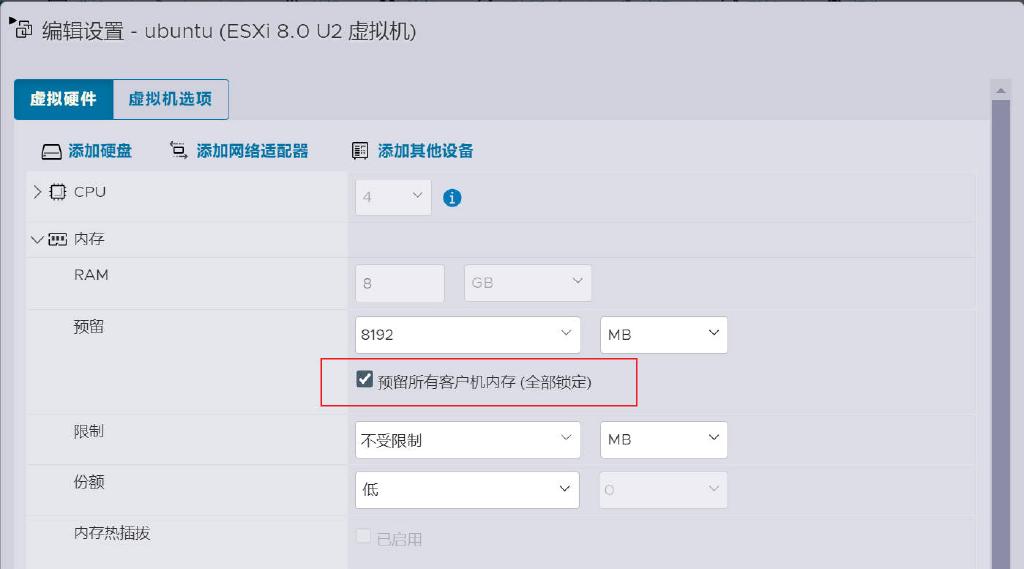 编辑设置 - ubuntu (ESXi 8.0 U2 虚拟机)
虚拟硬件 虚拟机选项
添加硬盘 添加网络适配器 添加其他设备
CPU 4
内存
RAM 8 GB
预留 8192 MB
预留所有客户机内存 (全部锁定)
限制 不受限制 MB
份额 低 0
内存热插拔 已启用